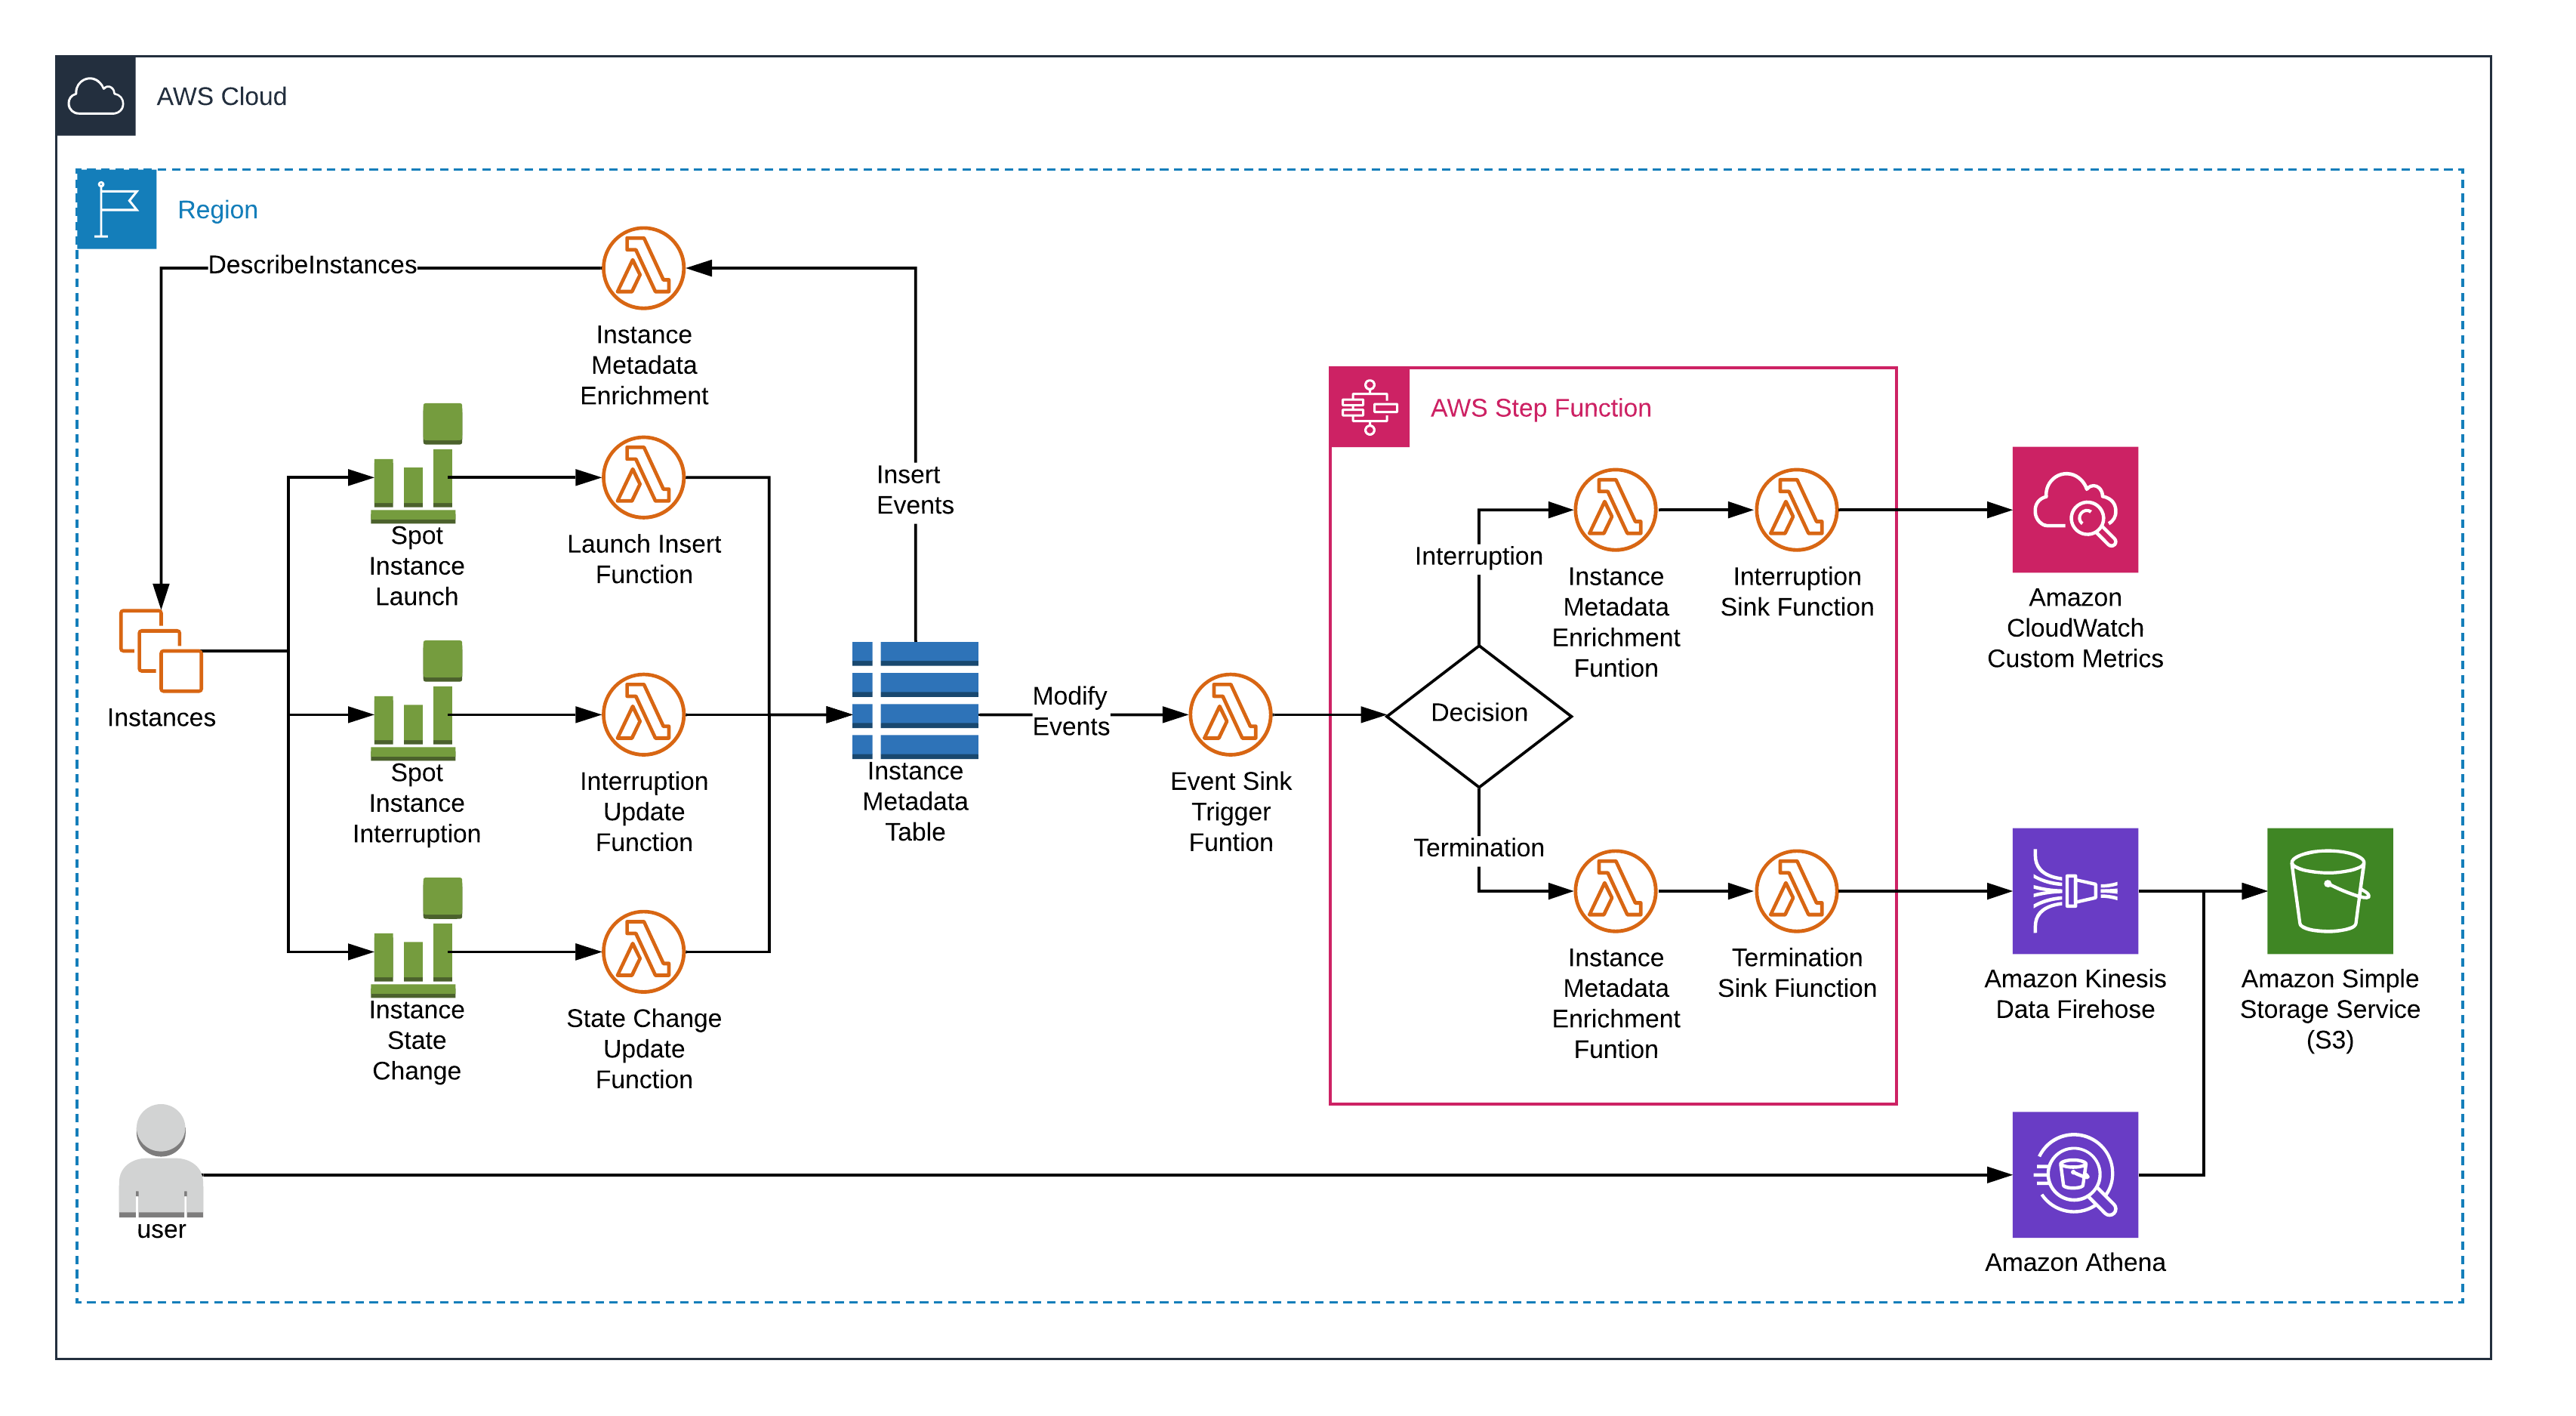 AWS Cloud
Region
DescribeInstances
Instance
Metadata
Enrichment
Insert
Events
Spot
Instance
Launch
Launch Insert
Function
Instances
Spot
Instance
Interruption
Interruption
Update
Function
Instance
State
Change
State Change
Update
Function
Instance
Metadata
Table
Modify
Events
Event Sink
Trigger
Funtion
AWS Step Function
Decision
Interruption
Instance
Metadata
Enrichment
Funtion
Interruption
Sink Function
Amazon
CloudWatch
Custom Metrics
Termination
Instance
Metadata
Enrichment
Funtion
Termination
Sink Fiunction
Amazon Kinesis
Data Firehose
Amazon Simple
Storage Service
(S3)
user
Amazon Athena